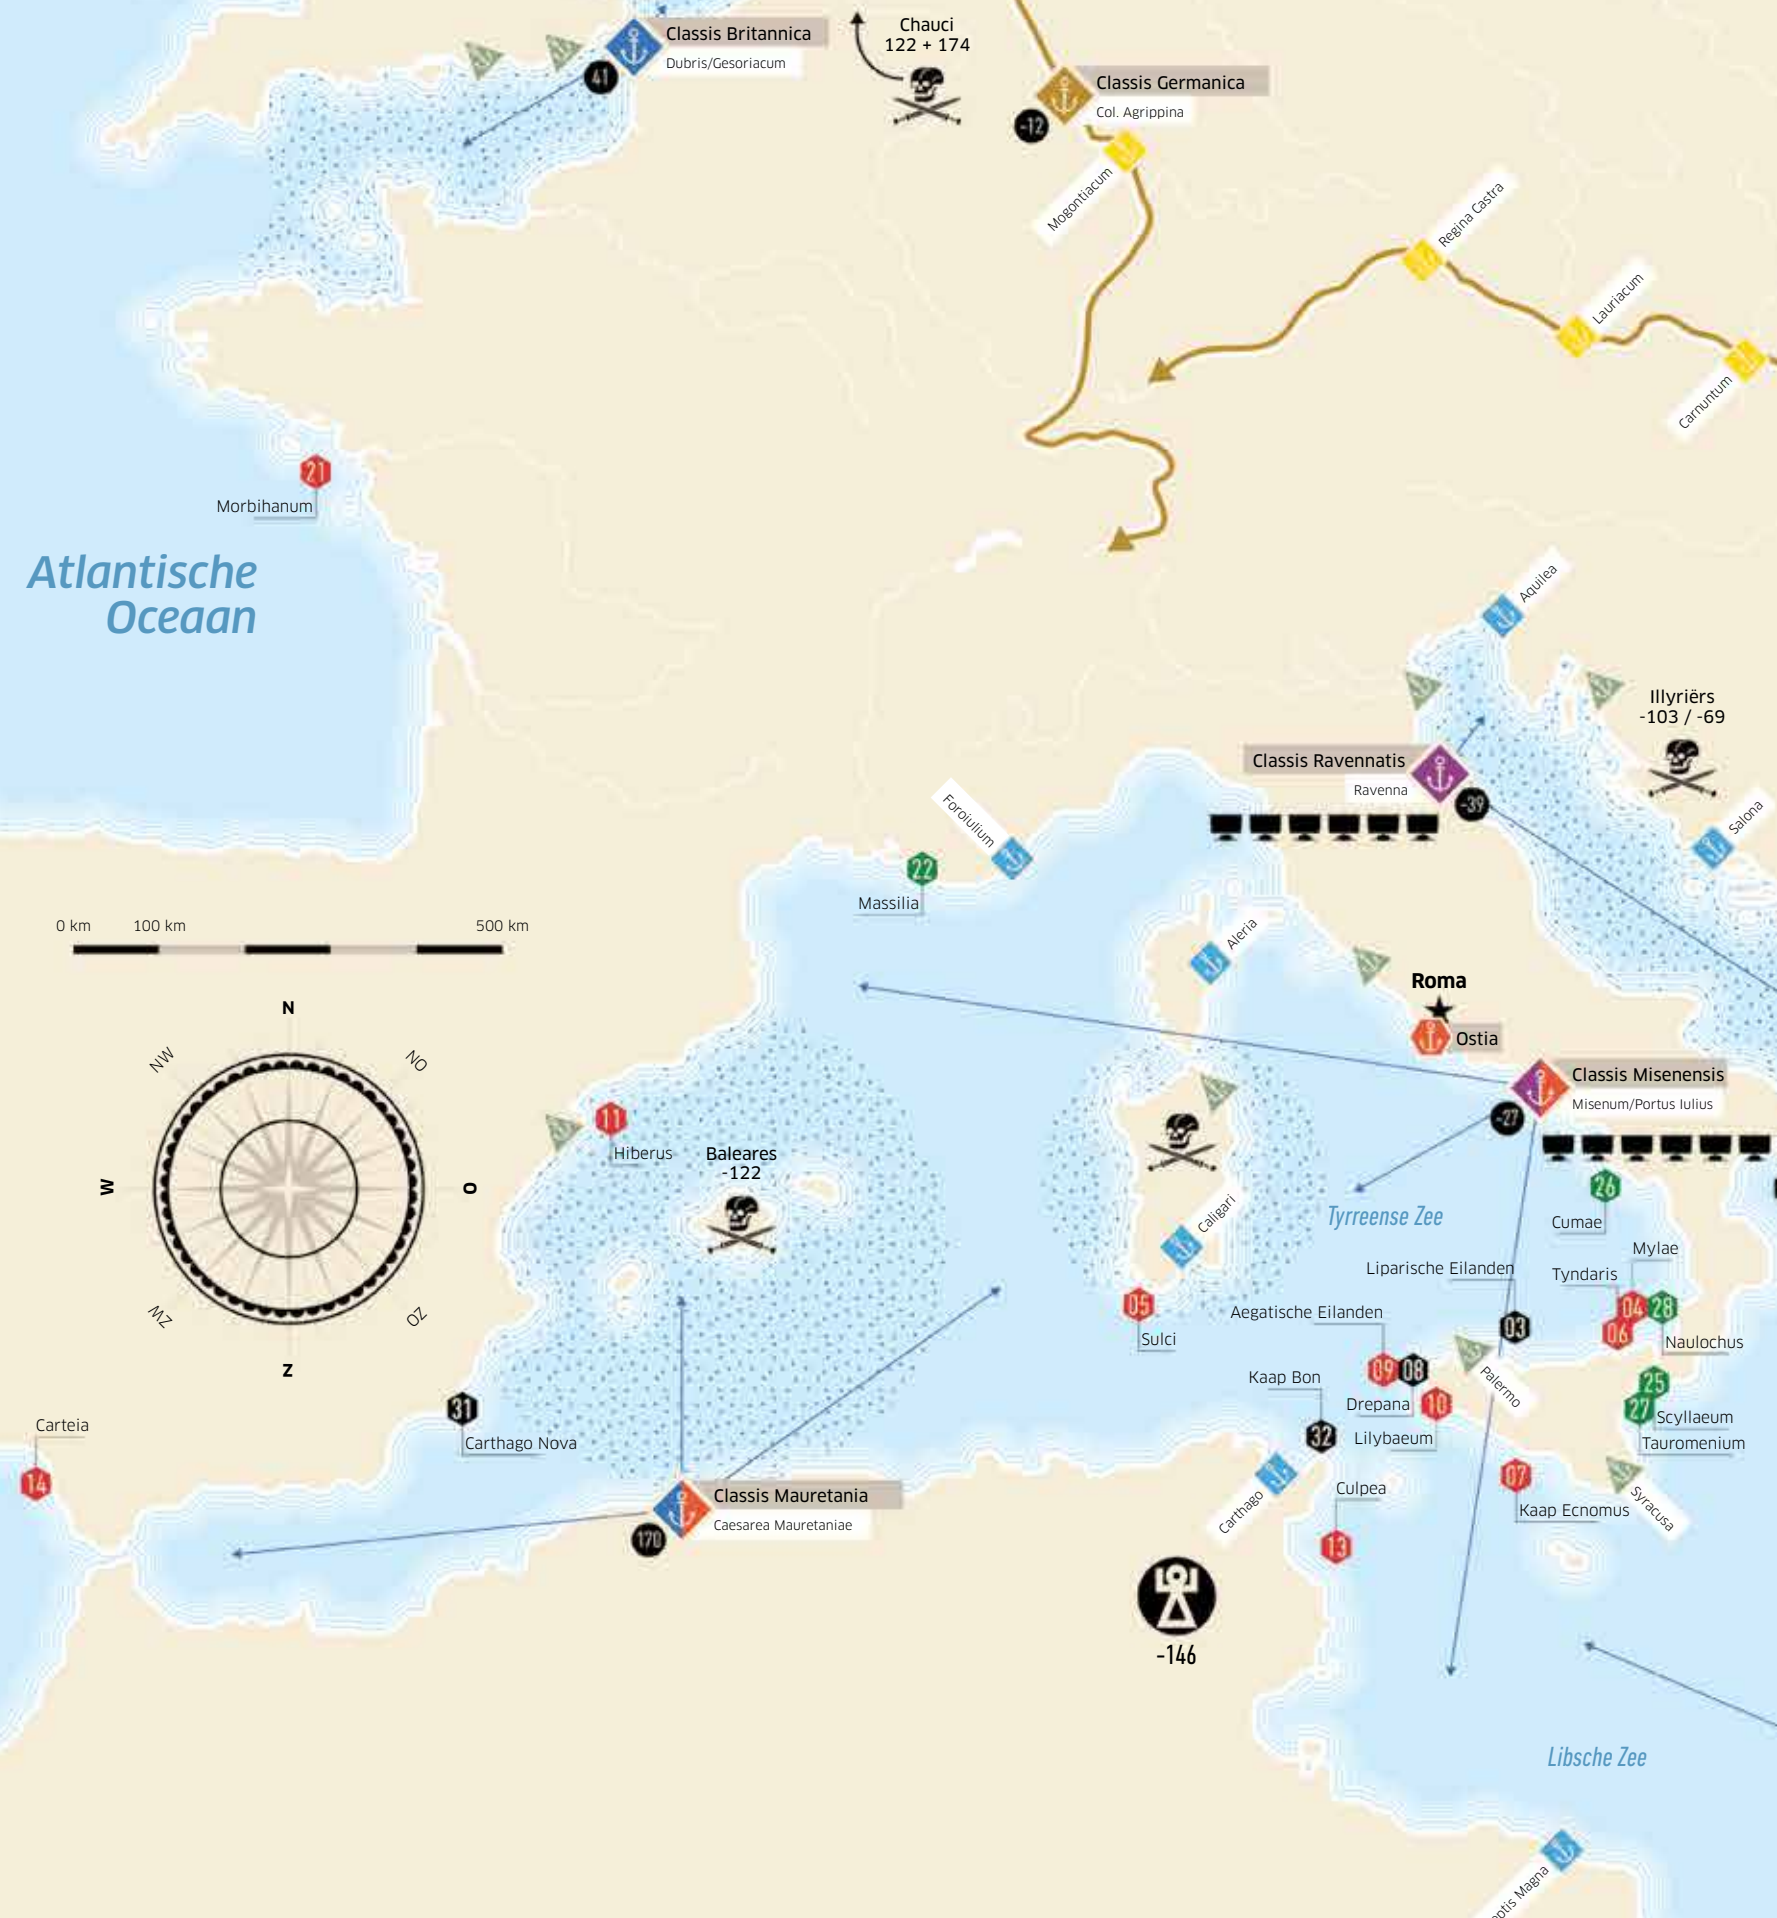 Classis Britannica
Dubris/Gesoriacum
41
Chauci
122 + 174
Classis Germanica
Col. Agrippina
-12
Mogontiacum
Regina Castra
Lauriacum
Carnuntum
21
Morbihanum
Atlantische
Oceaan
Aquilea
Illyriërs
-103 / -69
Classis Ravennatis
Ravenna
-39
Salona
Foroiulium
22
Massilia
0 km
100 km
500 km
Aleria
Roma
Ostia
N
NW
NO
W
O
ZW
ZO
Z
Classis Misenensis
Misenum/Portus Iulius
-27
11
Hiberus
Baleares
-122
26
Cumae
Caligari
Tyrreense Zee
Mylae
Liparische Eilanden
Tyndaris
05
Sulci
Aegatische Eilanden
03
04
28
06
Naulochus
09
08
Kaap Bon
Drepana
10
Palermo
25
27
Scyllaeum
Tauromenium
31
Carthago Nova
Carteia
14
32
Lilybaeum
Carthago
Culpea
07
Kaap Ecnomus
Syracusa
Classis Mauretania
Caesarea Mauretaniae
170
13
-146
Libsche Zee
Magna